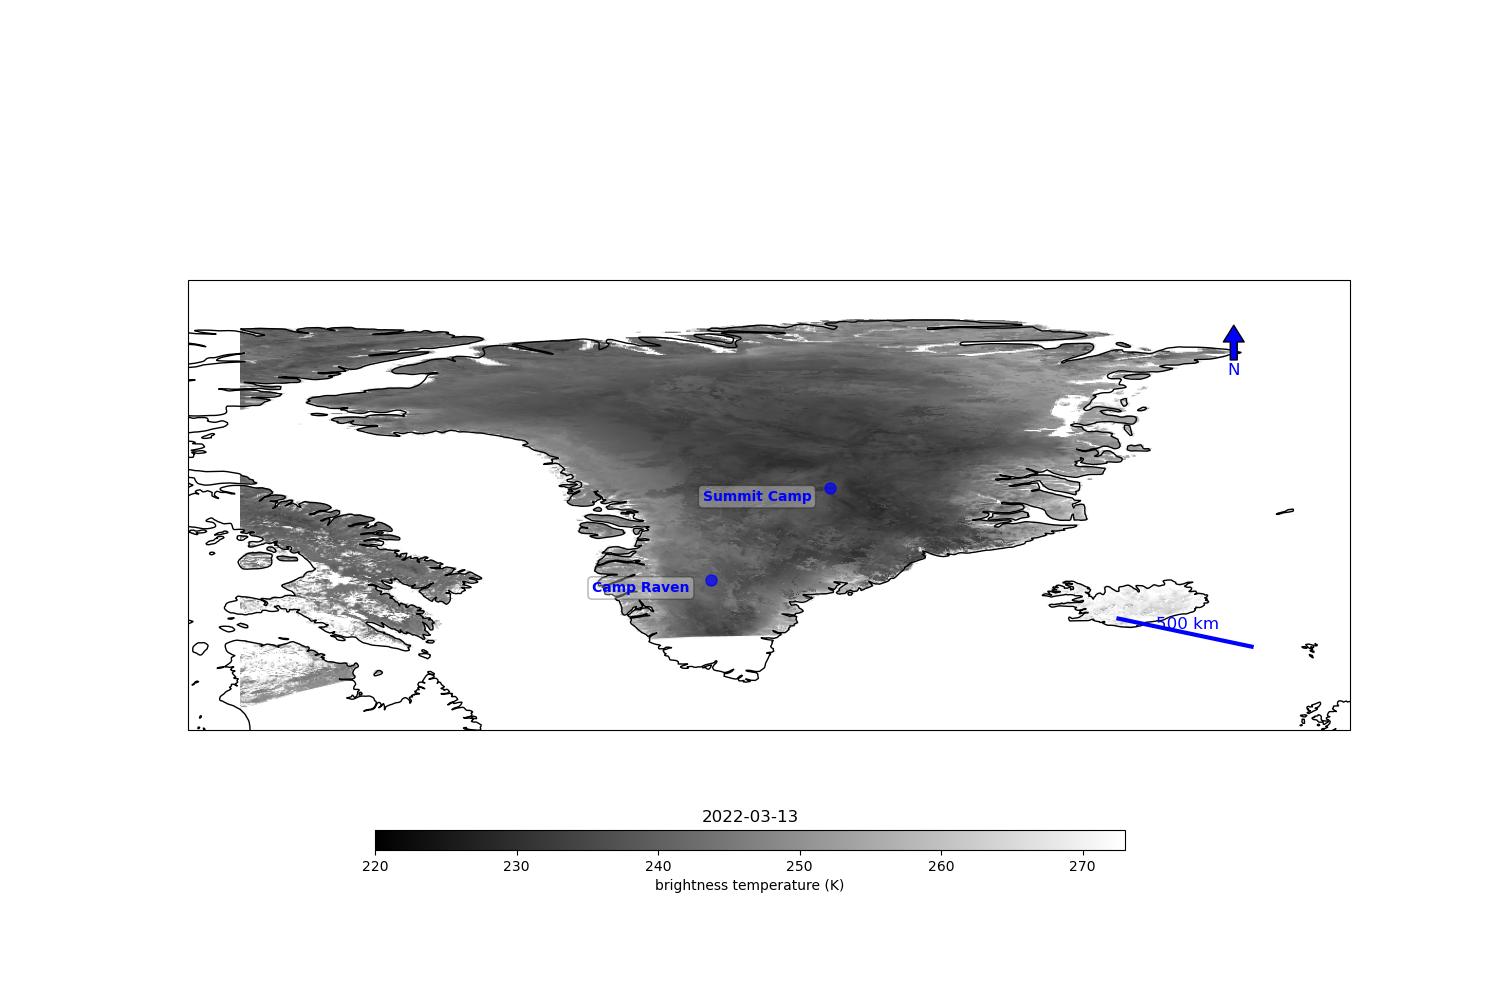 N
Summit Camp
Camp Raven
500 km
2022-03-13
220 230 240 250 260 270
brightness temperature (K)